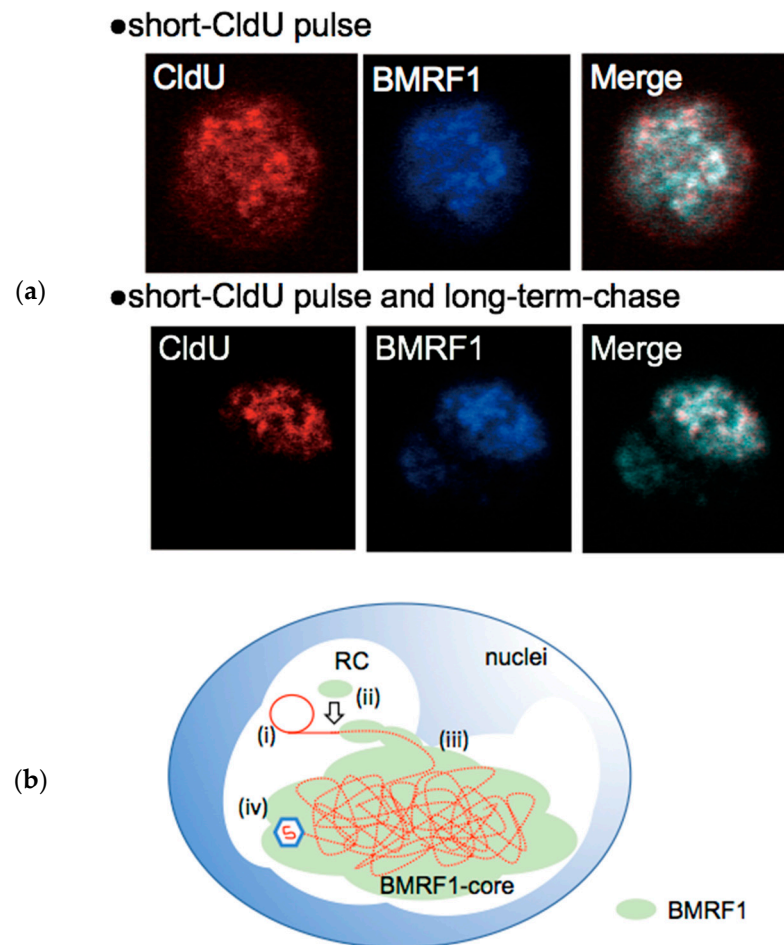 ●short-CldU pulse
CldU BMRF1 Merge
(a)
●short-CldU pulse and long-term-chase
CldU BMRF1 Merge
RC nuclei
(ii)
(i) (iii)
(b)
(iv)
BMRF1-core
BMRF1